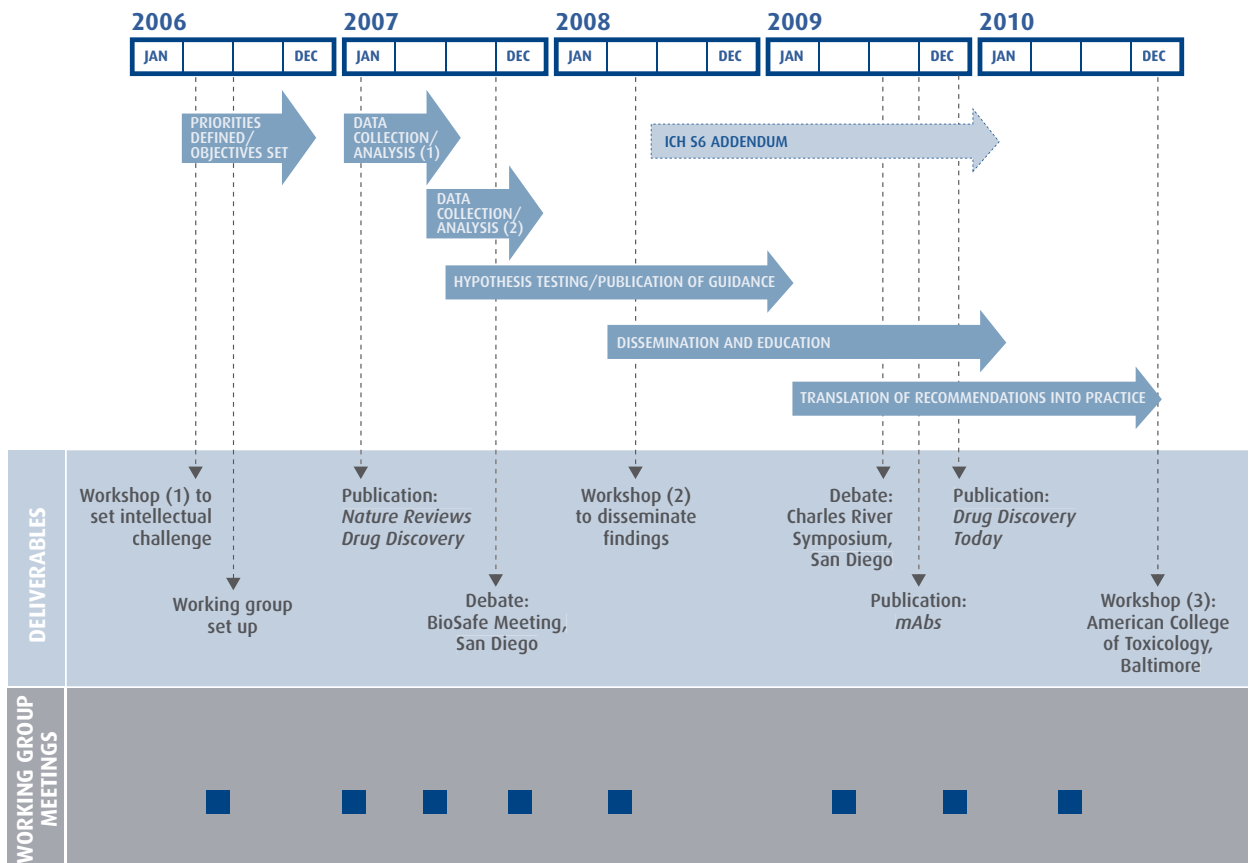 2006
2007
2008
2009
2010
JAN
DEC
JAN
DEC
JAN
DEC
JAN
DEC
JAN
DEC
PRIORITIES
DEFINED/
OBJECTIVES SET
DATA
COLLECTION/
ANALYSIS (1)
ICH S6 ADDENDUM
DATA
COLLECTION/
ANALYSIS (2)
HYPOTHESIS TESTING/PUBLICATION OF GUIDANCE
DISSEMINATION AND EDUCATION
TRANSLATION OF RECOMMENDATIONS INTO PRACTICE
DELIVERABLES
Workshop (1) to
set intellectual
challenge
Working group
set up
Publication:
Nature Reviews
Drug Discovery
Debate:
BioSafe Meeting,
San Diego
Workshop (2)
to disseminate
findings
Debate:
Charles River
Symposium,
San Diego
Publication:
mAbs
Publication:
Drug Discovery
Today
Workshop (3):
American College
of Toxicology,
Baltimore
WORKING GROUP
MEETINGS